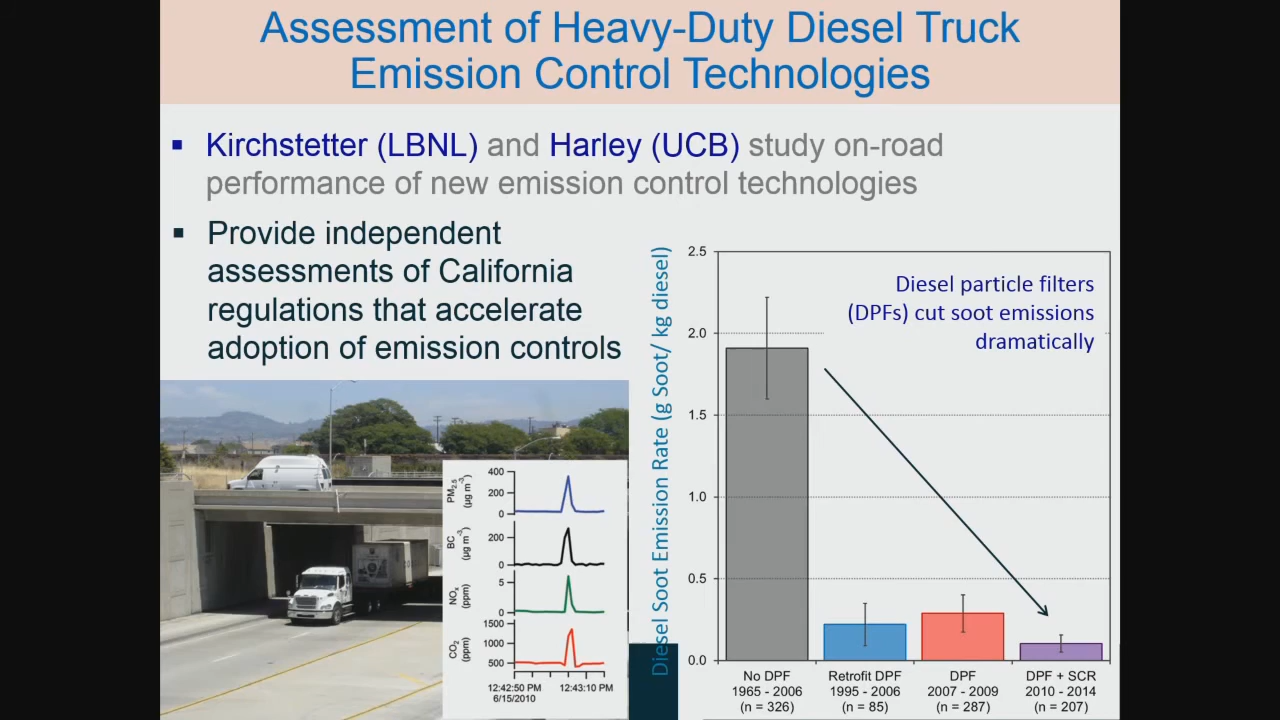 Assessment of Heavy-Duty Diesel Truck
Emission Control Technologies
▪ Kirchstetter (LBNL) and Harley (UCB) study on-road
performance of new emission control technologies
▪ Provide independent
assessments of California
regulations that accelerate
adoption of emission controls
400
200
0
PM2.5
(µg m-3)
200
0
BC
(µg m-3)
5
0
NOx
(ppm)
1500
1000
500
CO2
(ppm)
12:42:50 PM
6/15/2010
12:43:10 PM
Diesel Soot Emission Rate (g Soot/ kg diesel)
2.5
2.0
1.5
1.0
0.5
0.0
Diesel particle filters
(DPFs) cut soot emissions
dramatically
No DPF
1965 - 2006
(n = 326)
Retrofit DPF
1995 - 2006
(n = 85)
DPF
2007 - 2009
(n = 287)
DPF + SCR
2010 - 2014
(n = 207)